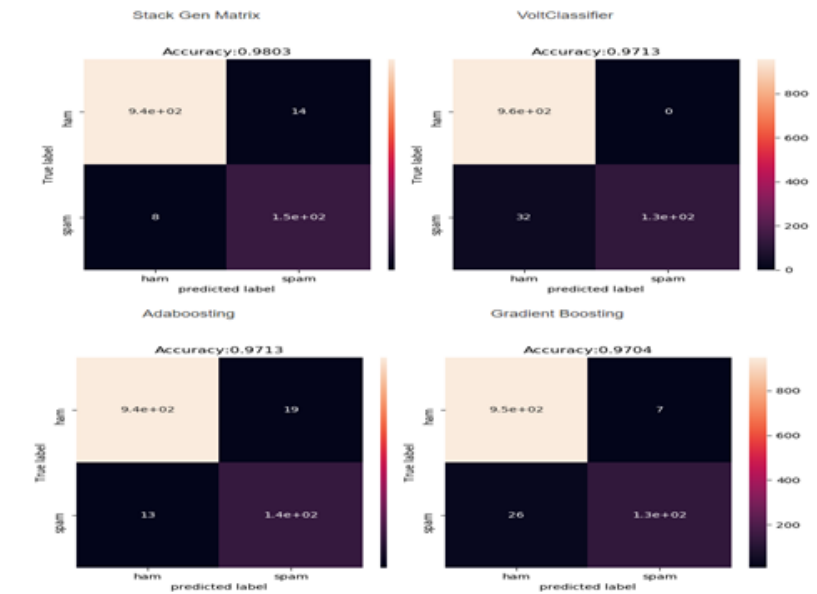 Stack Gen Matrix
VoltClassifier
Accuracy:0.9803
Accuracy:0.9713
9.4e+02 14
8 1.5e+02
ham
spam
True label
ham spam
predicted label
9.6e+02 0
32 1.3e+02
ham
spam
True label
ham spam
predicted label
800
600
400
200
0
Adaboosting
Gradient Boosting
Accuracy:0.9713
Accuracy:0.9704
9.4e+02 19
13 1.4e+02
ham
spam
True label
ham spam
predicted label
9.5e+02 7
26 1.3e+02
ham
spam
True label
ham spam
predicted label
800
600
400
200